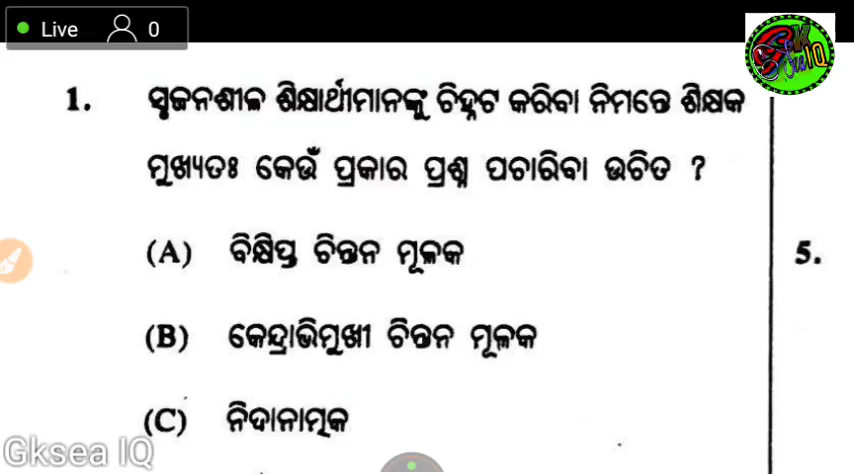 Live 0
1. ସୃଜନଶୀଳ ଶିକ୍ଷାର୍ଥୀମାନଙ୍କୁ ଚିହ୍ନଟ କରିବା ନିମନ୍ତେ ଶିକ୍ଷକ
ମୁଖ୍ୟତଃ କେଉଁ ପ୍ରକାର ପ୍ରଶ୍ନ ପଚାରିବା ଉଚିତ ?
(A) ବିକ୍ଷିପ୍ତ ଚିନ୍ତନ ମୂଳକ
(B) କେନ୍ଦ୍ରାଭିମୁଖୀ ଚିନ୍ତନ ମୂଳକ
(C) ନିଦାନାତ୍ମକ
5.
Gksea IQ